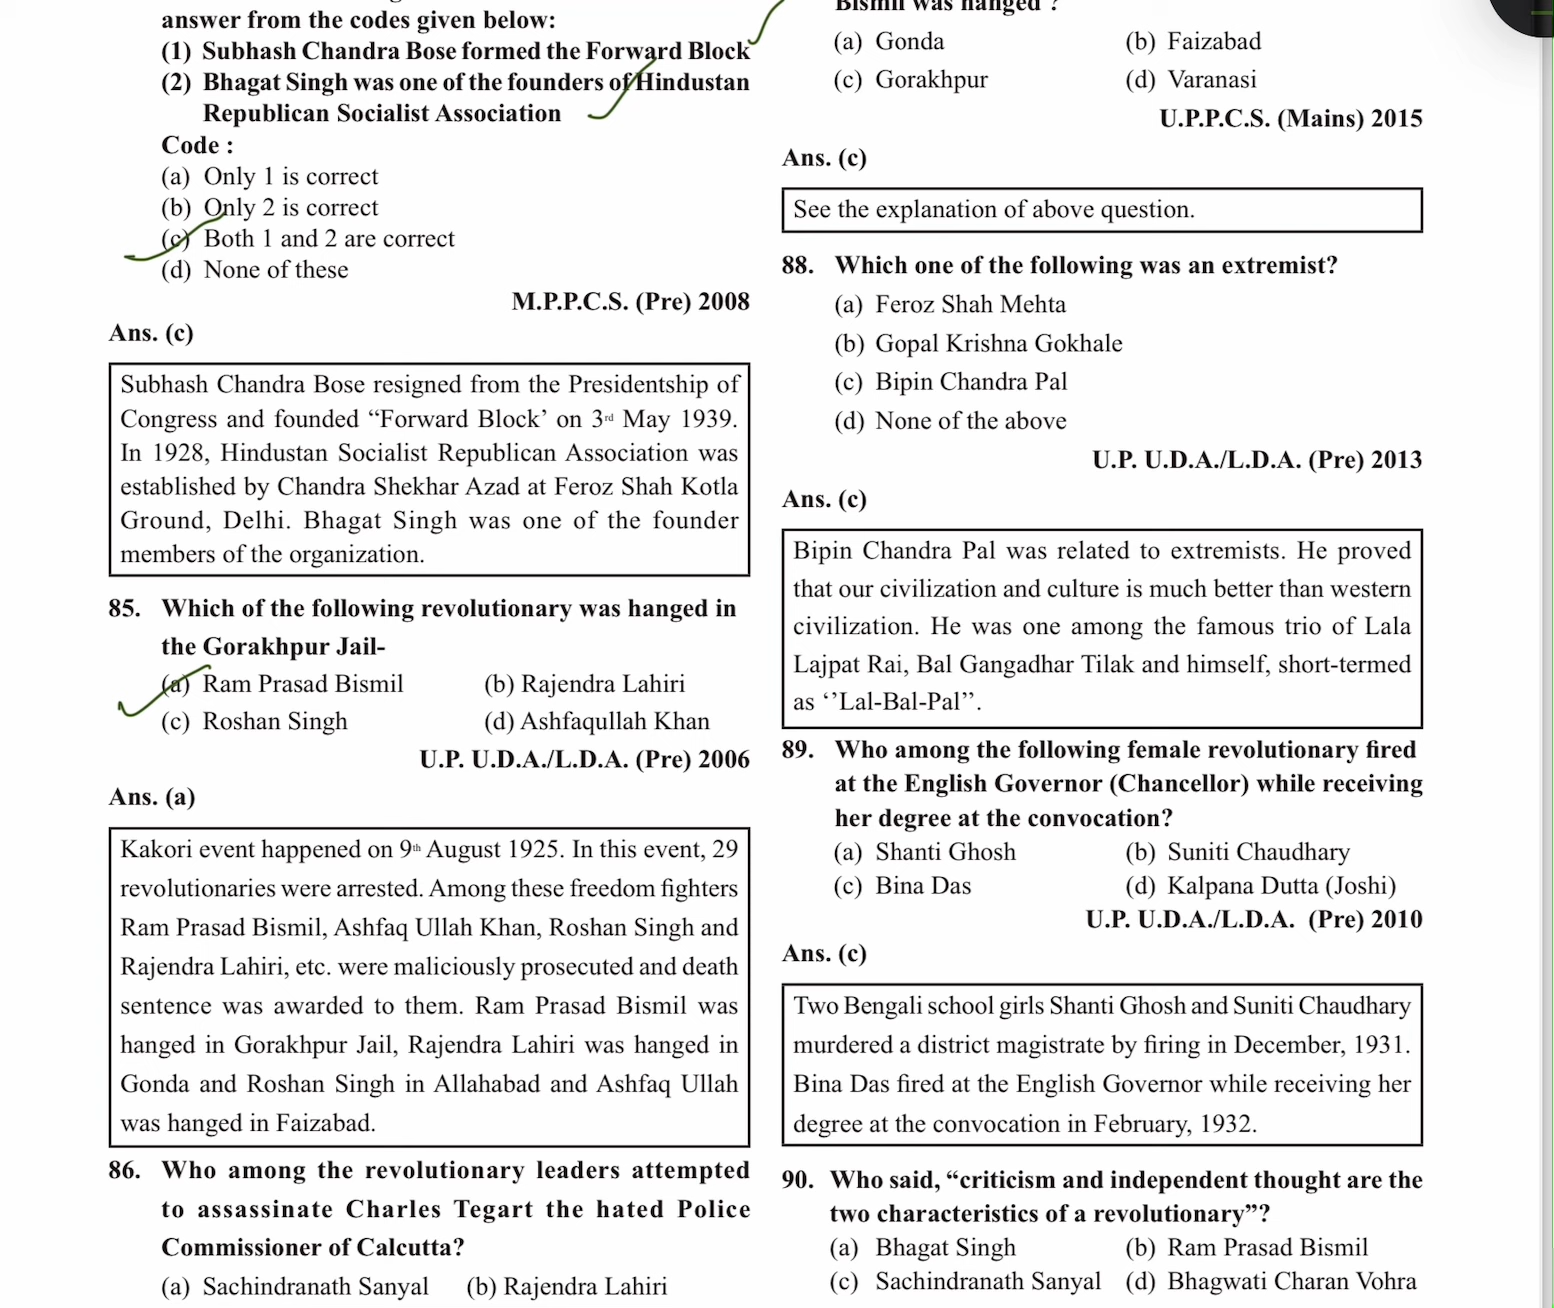 answer from the codes given below:
(1) Subhash Chandra Bose formed the Forward Block
(2) Bhagat Singh was one of the founders of Hindustan
Republican Socialist Association
Code :
(a) Only 1 is correct
(b) Only 2 is correct
(c) Both 1 and 2 are correct
(d) None of these
M.P.P.C.S. (Pre) 2008
Ans. (c)
Subhash Chandra Bose resigned from the Presidentship of
Congress and founded “Forward Block’ on 3rd May 1939.
In 1928, Hindustan Socialist Republican Association was
established by Chandra Shekhar Azad at Feroz Shah Kotla
Ground, Delhi. Bhagat Singh was one of the founder
members of the organization.
85. Which of the following revolutionary was hanged in
the Gorakhpur Jail-
(a) Ram Prasad Bismil (b) Rajendra Lahiri
(c) Roshan Singh (d) Ashfaqullah Khan
U.P. U.D.A./L.D.A. (Pre) 2006
Ans. (a)
Kakori event happened on 9th August 1925. In this event, 29
revolutionaries were arrested. Among these freedom fighters
Ram Prasad Bismil, Ashfaq Ullah Khan, Roshan Singh and
Rajendra Lahiri, etc. were maliciously prosecuted and death
sentence was awarded to them. Ram Prasad Bismil was
hanged in Gorakhpur Jail, Rajendra Lahiri was hanged in
Gonda and Roshan Singh in Allahabad and Ashfaq Ullah
was hanged in Faizabad.
86. Who among the revolutionary leaders attempted
to assassinate Charles Tegart the hated Police
Commissioner of Calcutta?
(a) Sachindranath Sanyal (b) Rajendra Lahiri
Bismil was hanged ?
(a) Gonda (b) Faizabad
(c) Gorakhpur (d) Varanasi
U.P.P.C.S. (Mains) 2015
Ans. (c)
See the explanation of above question.
88. Which one of the following was an extremist?
(a) Feroz Shah Mehta
(b) Gopal Krishna Gokhale
(c) Bipin Chandra Pal
(d) None of the above
U.P. U.D.A./L.D.A. (Pre) 2013
Ans. (c)
Bipin Chandra Pal was related to extremists. He proved
that our civilization and culture is much better than western
civilization. He was one among the famous trio of Lala
Lajpat Rai, Bal Gangadhar Tilak and himself, short-termed
as ‘’Lal-Bal-Pal”.
89. Who among the following female revolutionary fired
at the English Governor (Chancellor) while receiving
her degree at the convocation?
(a) Shanti Ghosh (b) Suniti Chaudhary
(c) Bina Das (d) Kalpana Dutta (Joshi)
U.P. U.D.A./L.D.A. (Pre) 2010
Ans. (c)
Two Bengali school girls Shanti Ghosh and Suniti Chaudhary
murdered a district magistrate by firing in December, 1931.
Bina Das fired at the English Governor while receiving her
degree at the convocation in February, 1932.
90. Who said, “criticism and independent thought are the
two characteristics of a revolutionary”?
(a) Bhagat Singh (b) Ram Prasad Bismil
(c) Sachindranath Sanyal (d) Bhagwati Charan Vohra